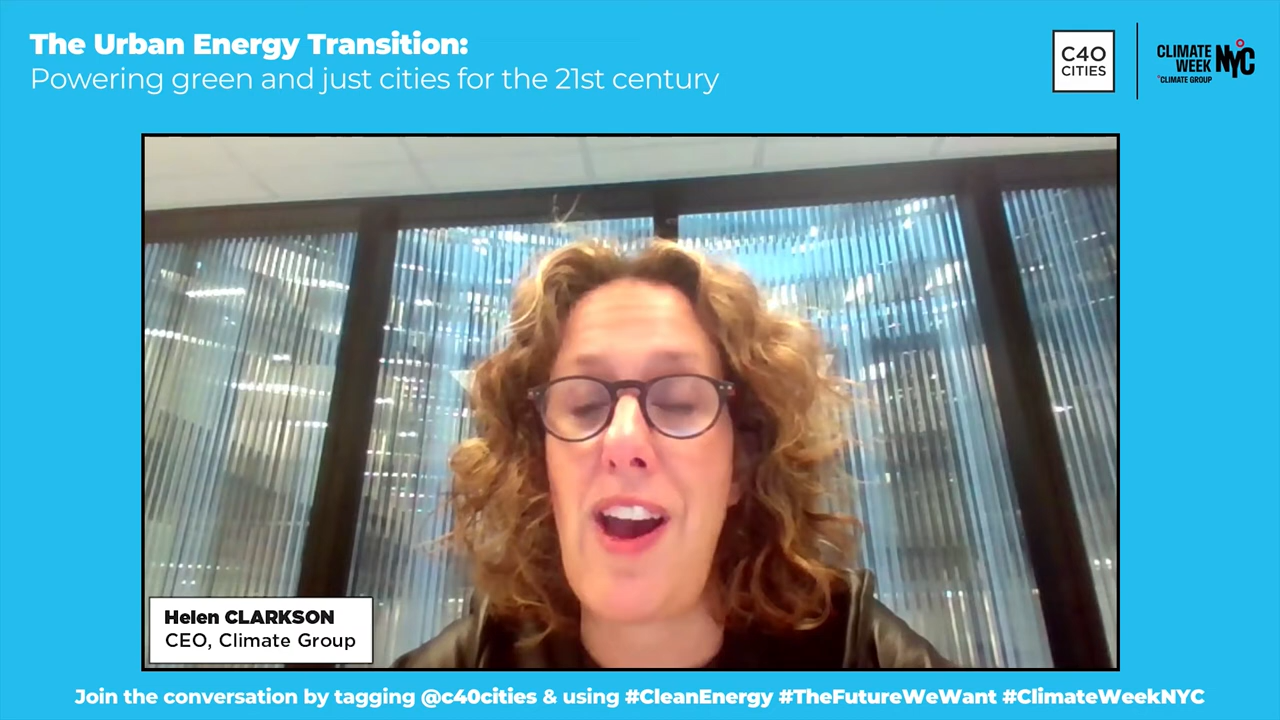 The Urban Energy Transition:
Powering green and just cities for the 21st century
C40
CITIES
CLIMATE
WEEK
NYC
°CLIMATE GROUP
Helen CLARKSON
CEO, Climate Group
Join the conversation by tagging @c40cities & using #CleanEnergy #TheFutureWeWant #ClimateWeekNYC